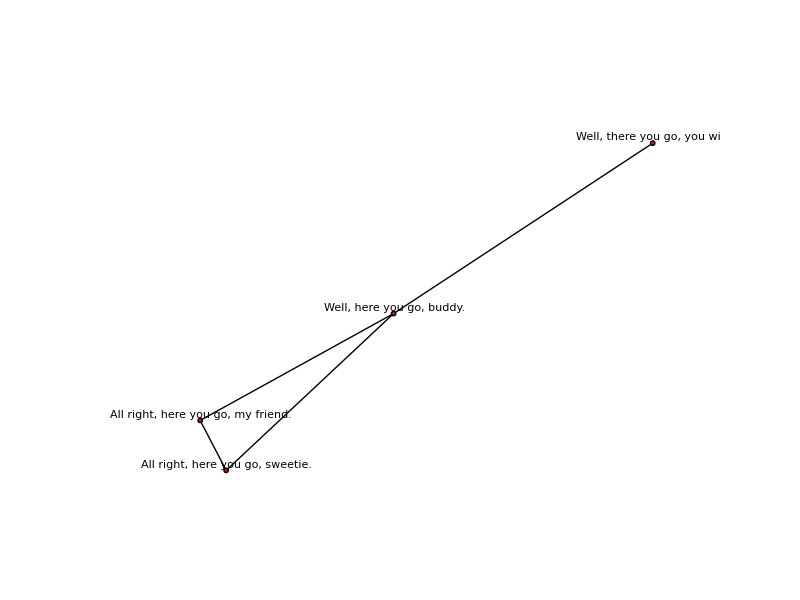 Well, there you go, you wi
Well, here you go, buddy.
All right, here you go, my friend.
All right, here you go, sweetie.